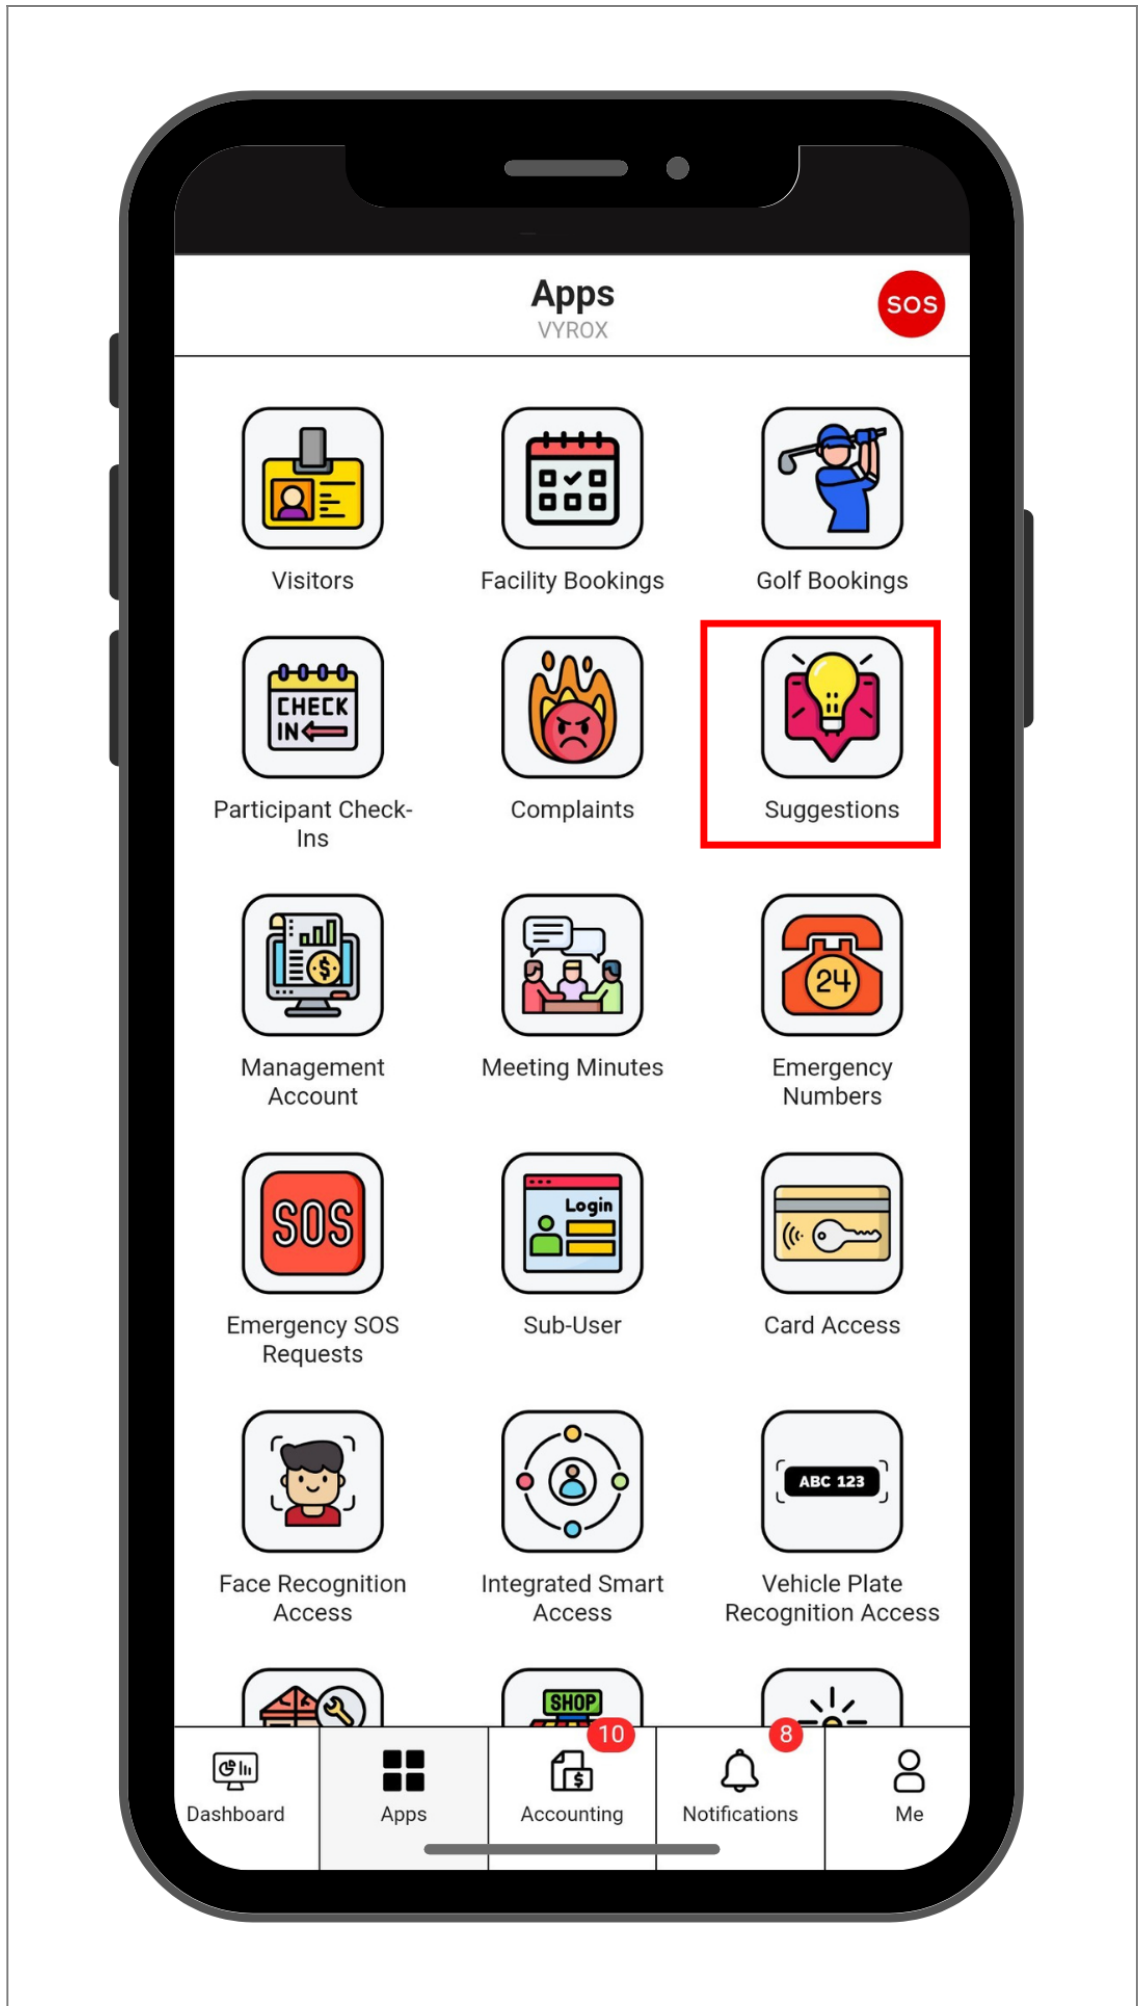 Apps
VYROX
SOS
Visitors
Facility Bookings
Golf Bookings
CHECK
IN
Participant Check-
Ins
Complaints
Suggestions
Management
Account
Meeting Minutes
24
Emergency
Numbers
SOS
Emergency SOS
Requests
Login
Sub-User
Card Access
Face Recognition
Access
Integrated Smart
Access
ABC 123
Vehicle Plate
Recognition Access
SHOP
Dashboard
Apps
10
Accounting
8
Notifications
Me